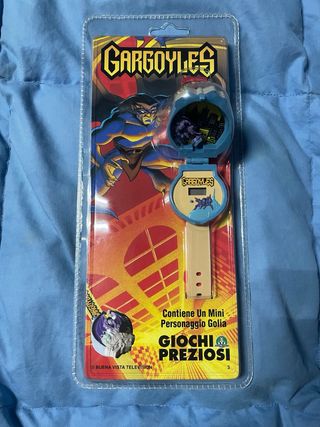 GARGOYLES
GARGOYLES
Contiene Un Mini
Personaggio Golia
GIOCHI
PREZIOSI
© BUENA VISTA TELEVISION